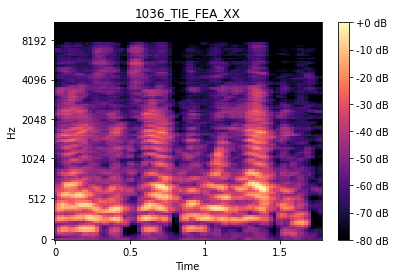 1036_TIE_FEA_XX
Hz
8192
4096
2048
1024
512
0
0
0.5
1
1.5
Time
+0 dB
-10 dB
-20 dB
-30 dB
-40 dB
-50 dB
-60 dB
-70 dB
-80 dB